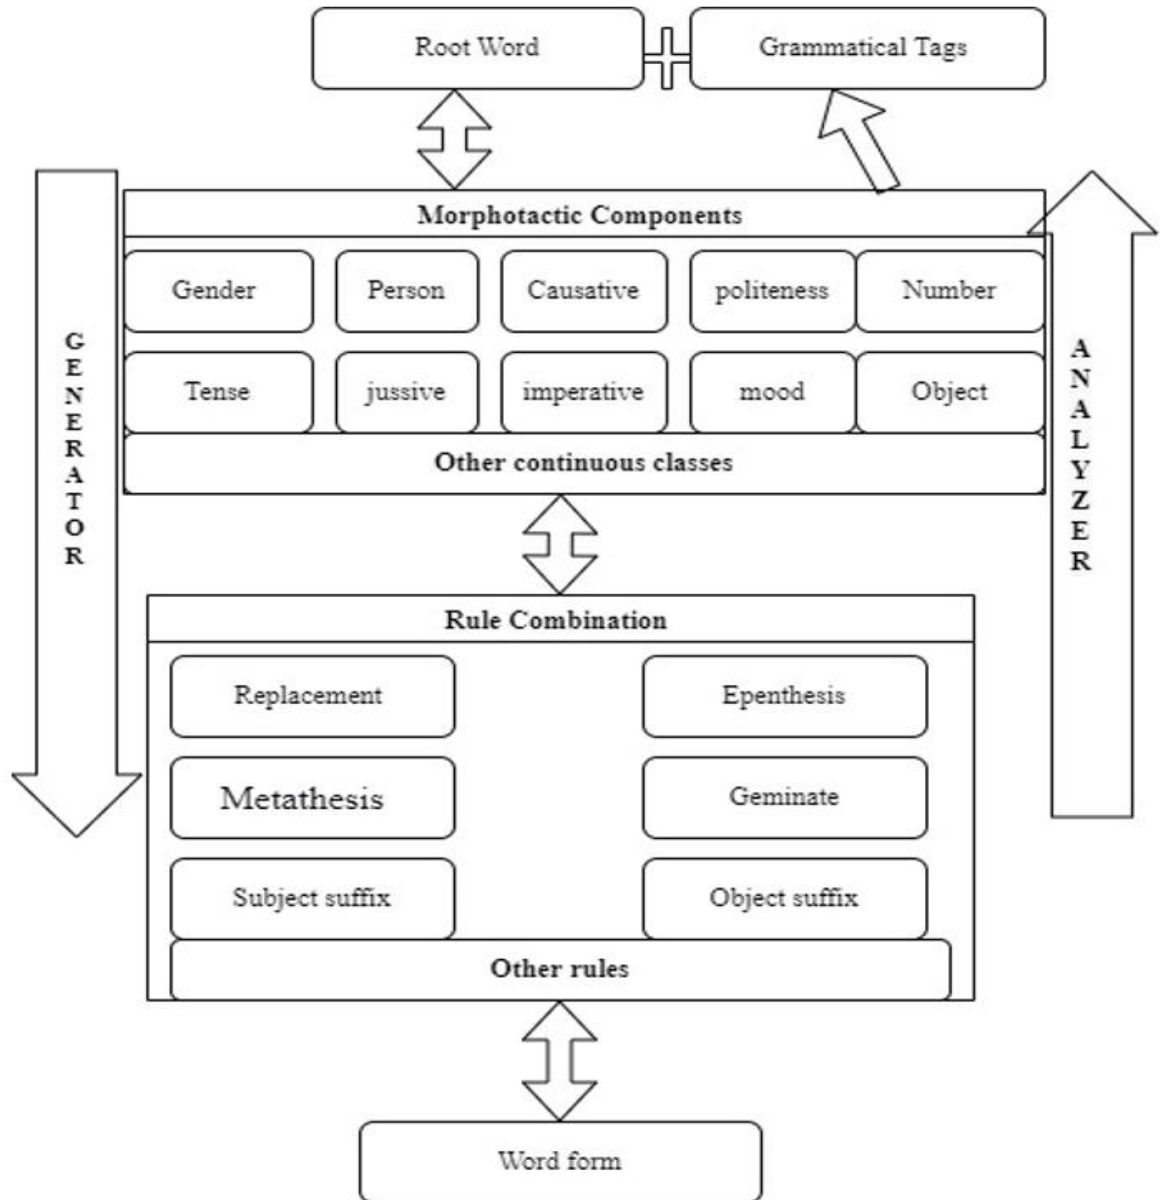 Root Word
Grammatical Tags
Morphotactic Components
Gender
Person
Causative
politeness
Number
Tense
jussive
imperative
mood
Object
Other continuous classes
GENERATOR
ANALYZER
Rule Combination
Replacement
Epenthesis
Metathesis
Geminate
Subject suffix
Object suffix
Other rules
Word form